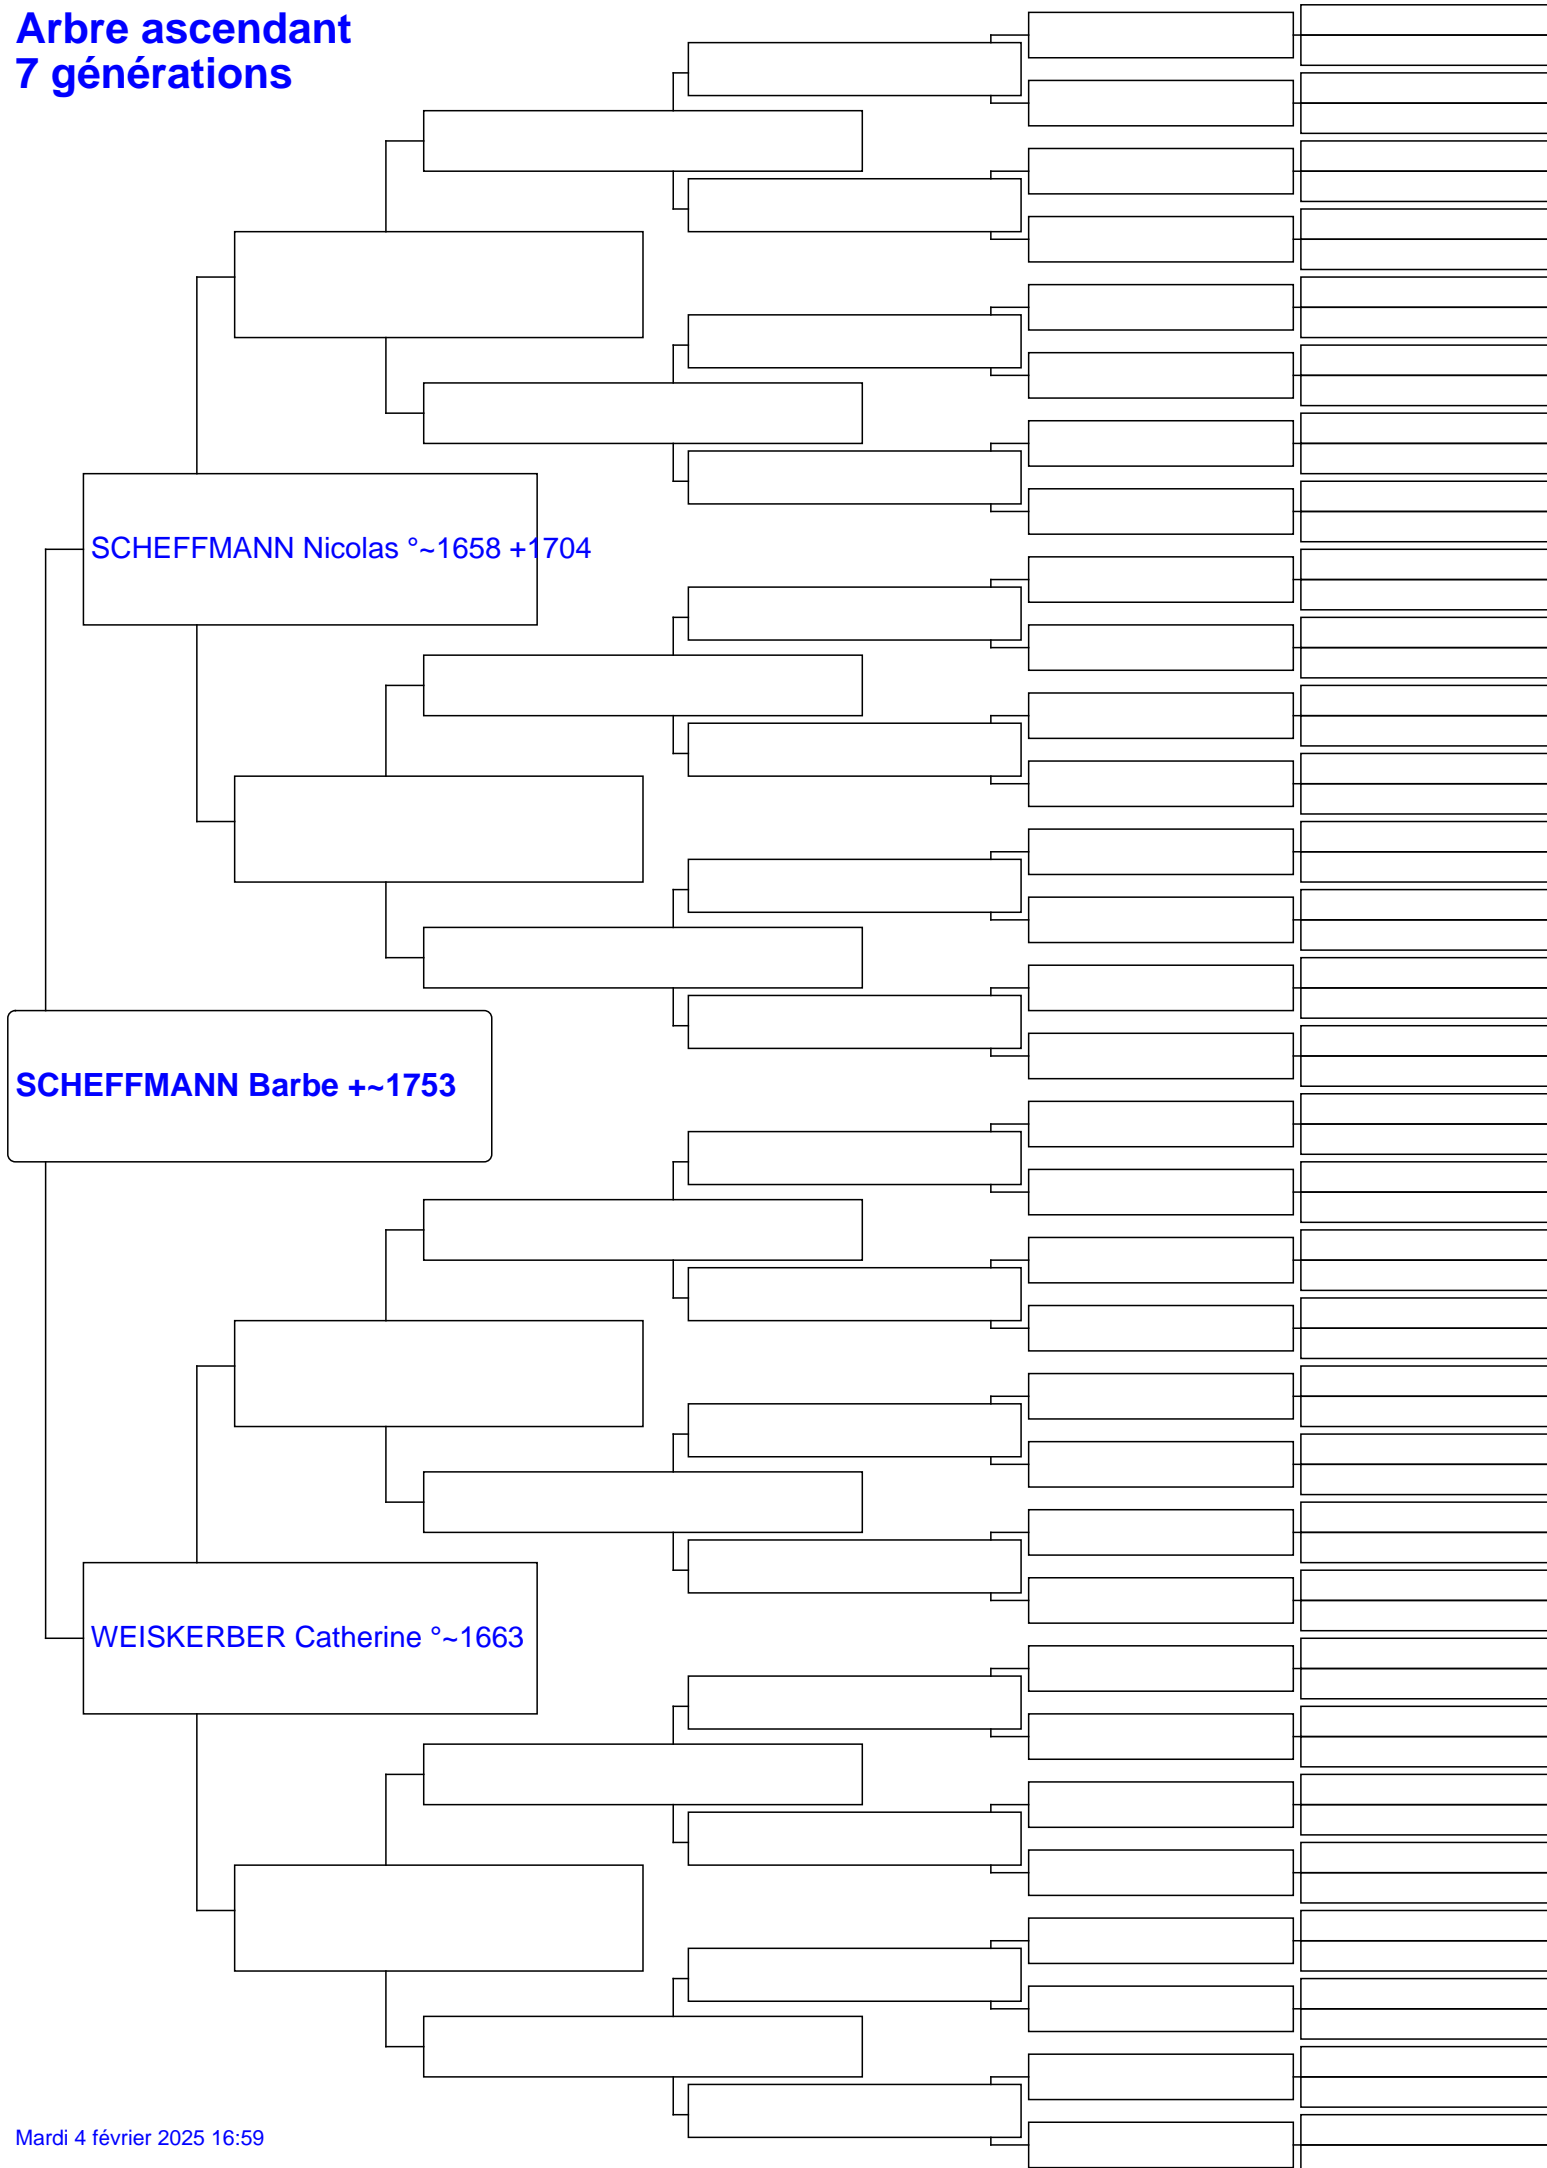 Arbre ascendant
7 générations
SCHEFFMANN Nicolas °~1658 +1704
SCHEFFMANN Barbe +~1753
WEISKERBER Catherine °~1663
Mardi 4 février 2025 16:59